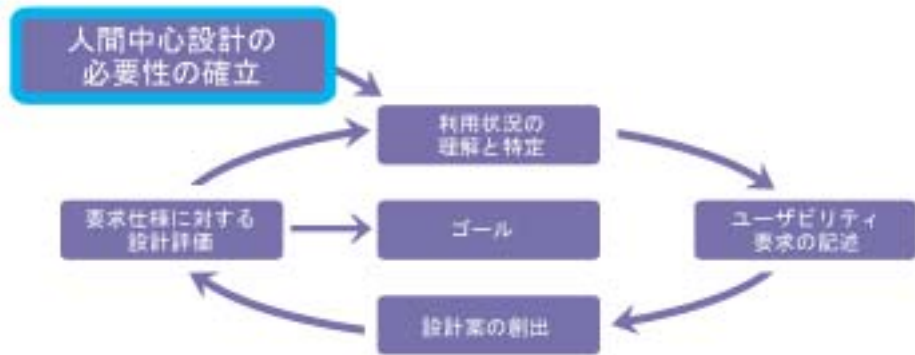 人間中心設計の
必要性の確立
利用状況の
理解と特定
要求仕様に対する
設計評価
ゴール
ユーザビリティ
要求の記述
設計案の創出